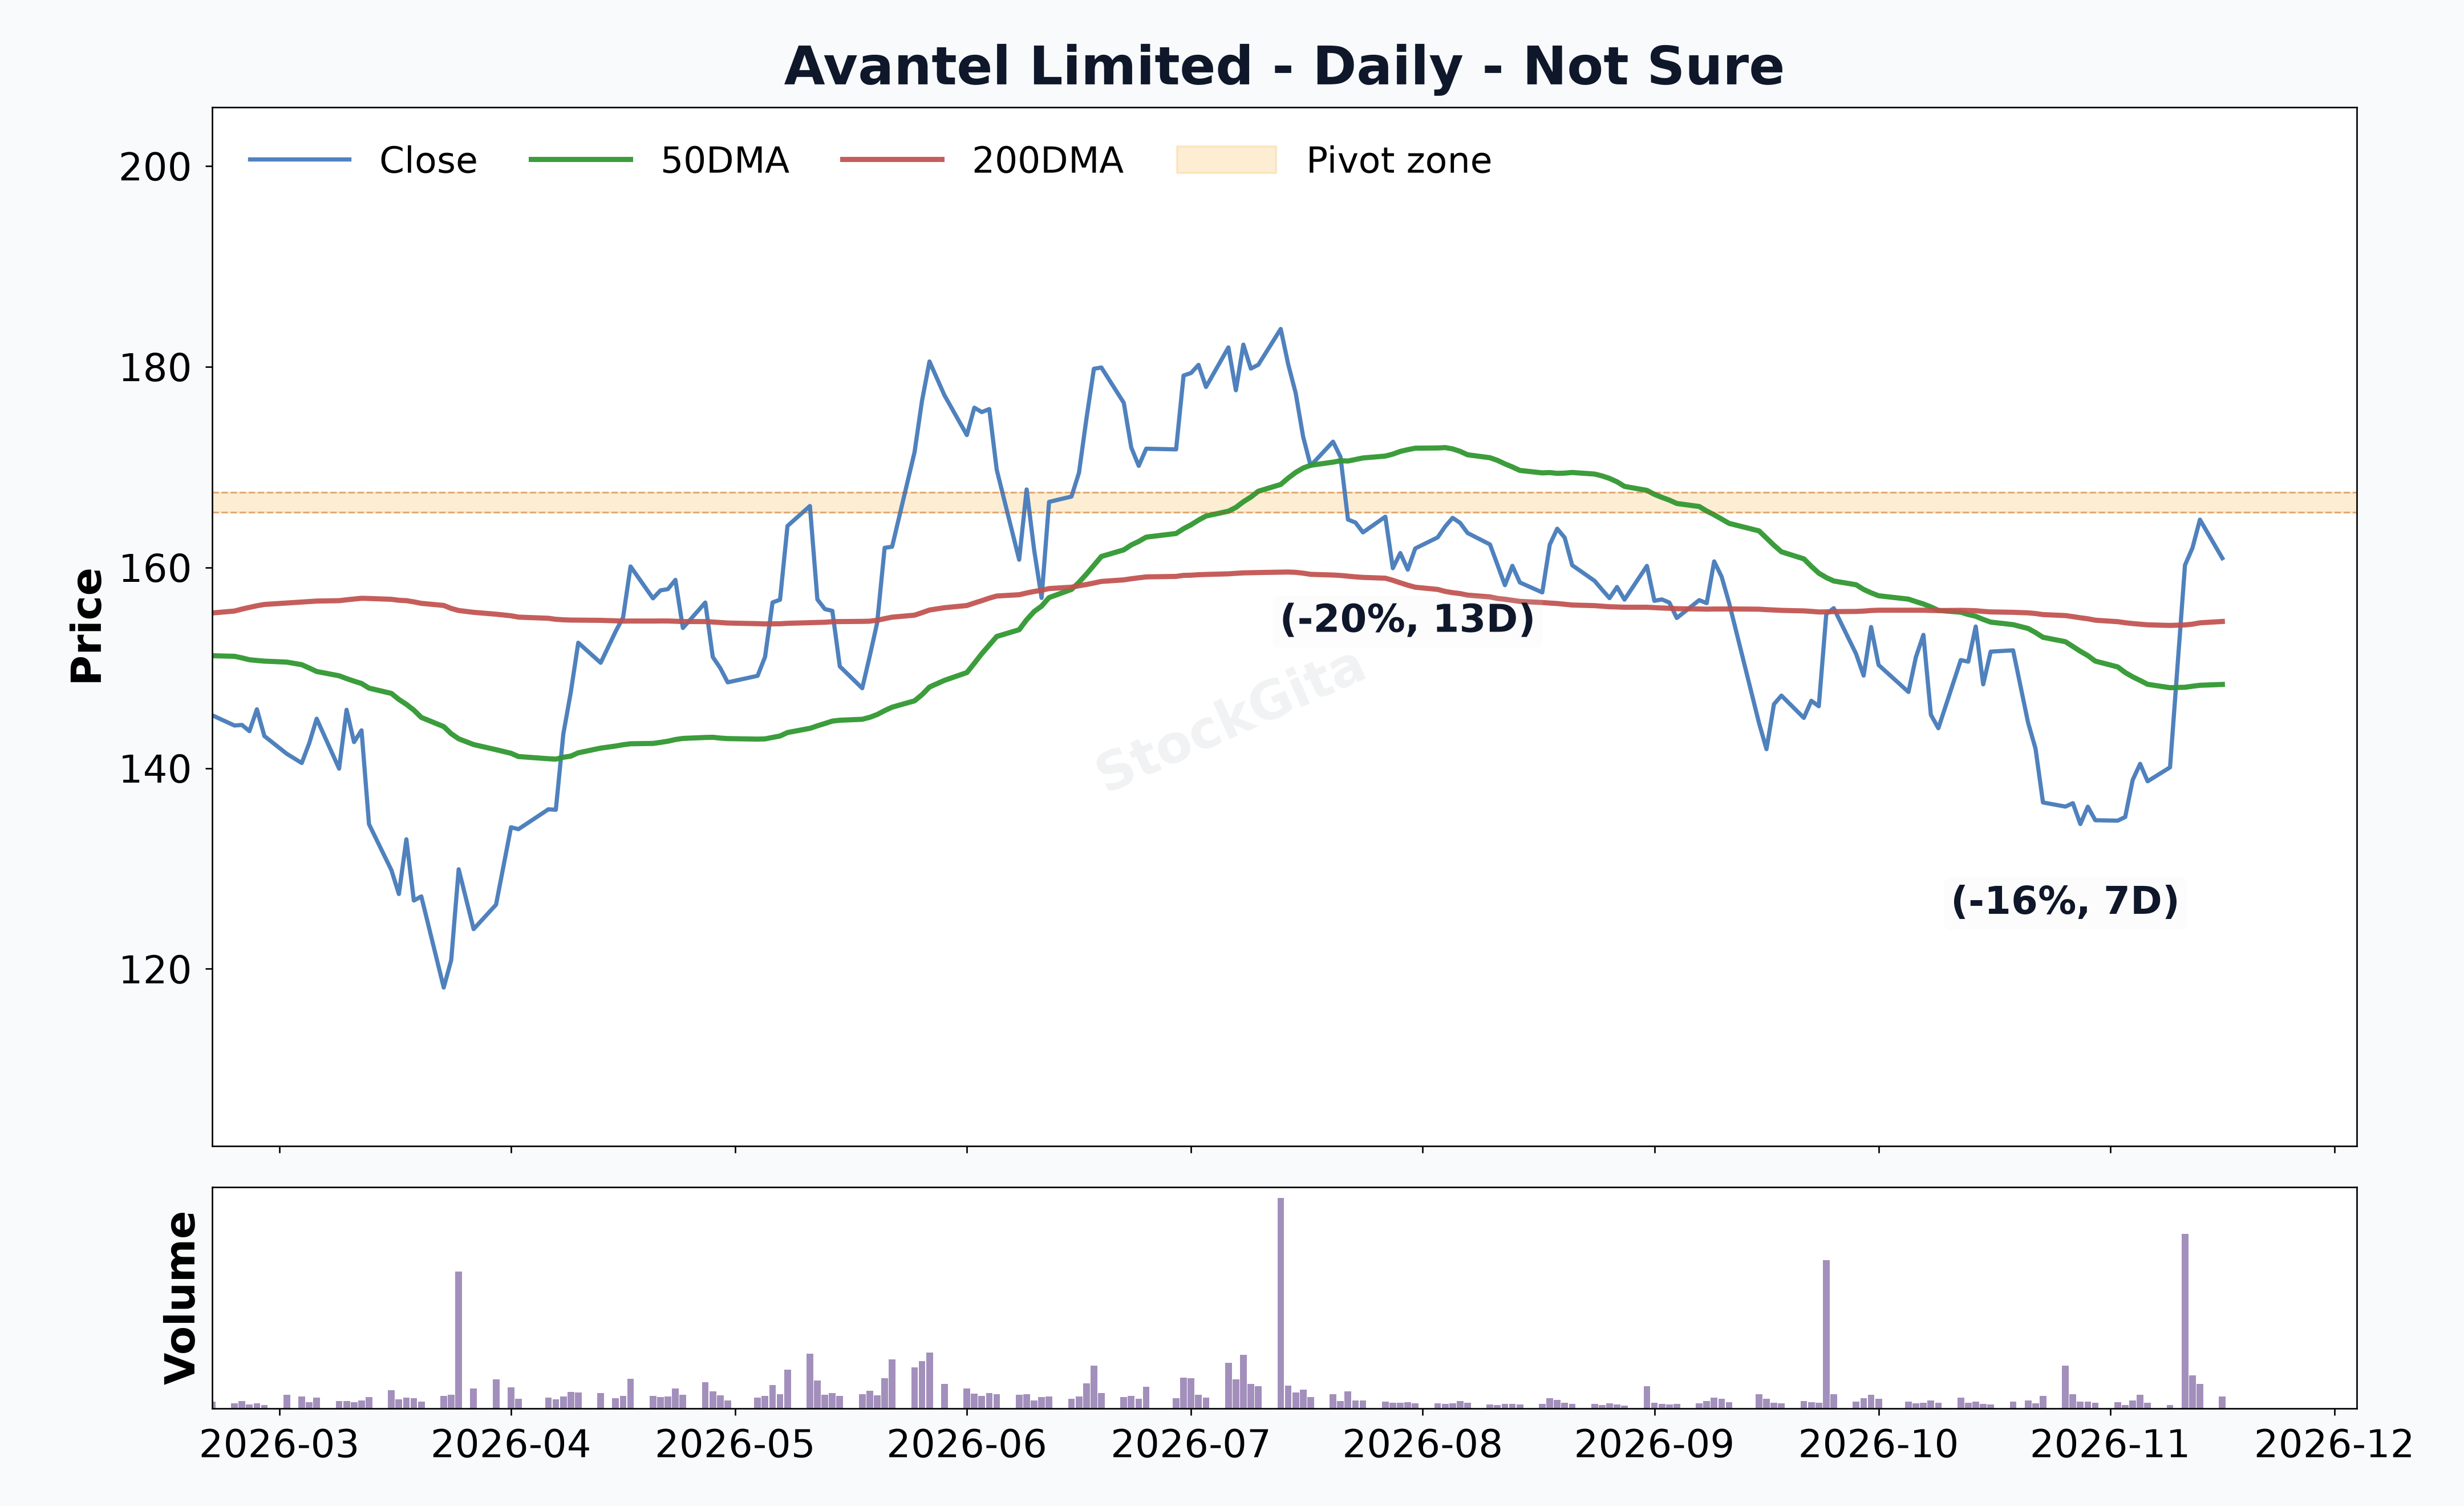 Avantel Limited - Daily - Not Sure
Close 50DMA 200DMA Pivot zone
200
180
160
140
120
Price
(-20%, 13D)
StockGita
(-16%, 7D)
Volume
2026-03 2026-04 2026-05 2026-06 2026-07 2026-08 2026-09 2026-10 2026-11 2026-12